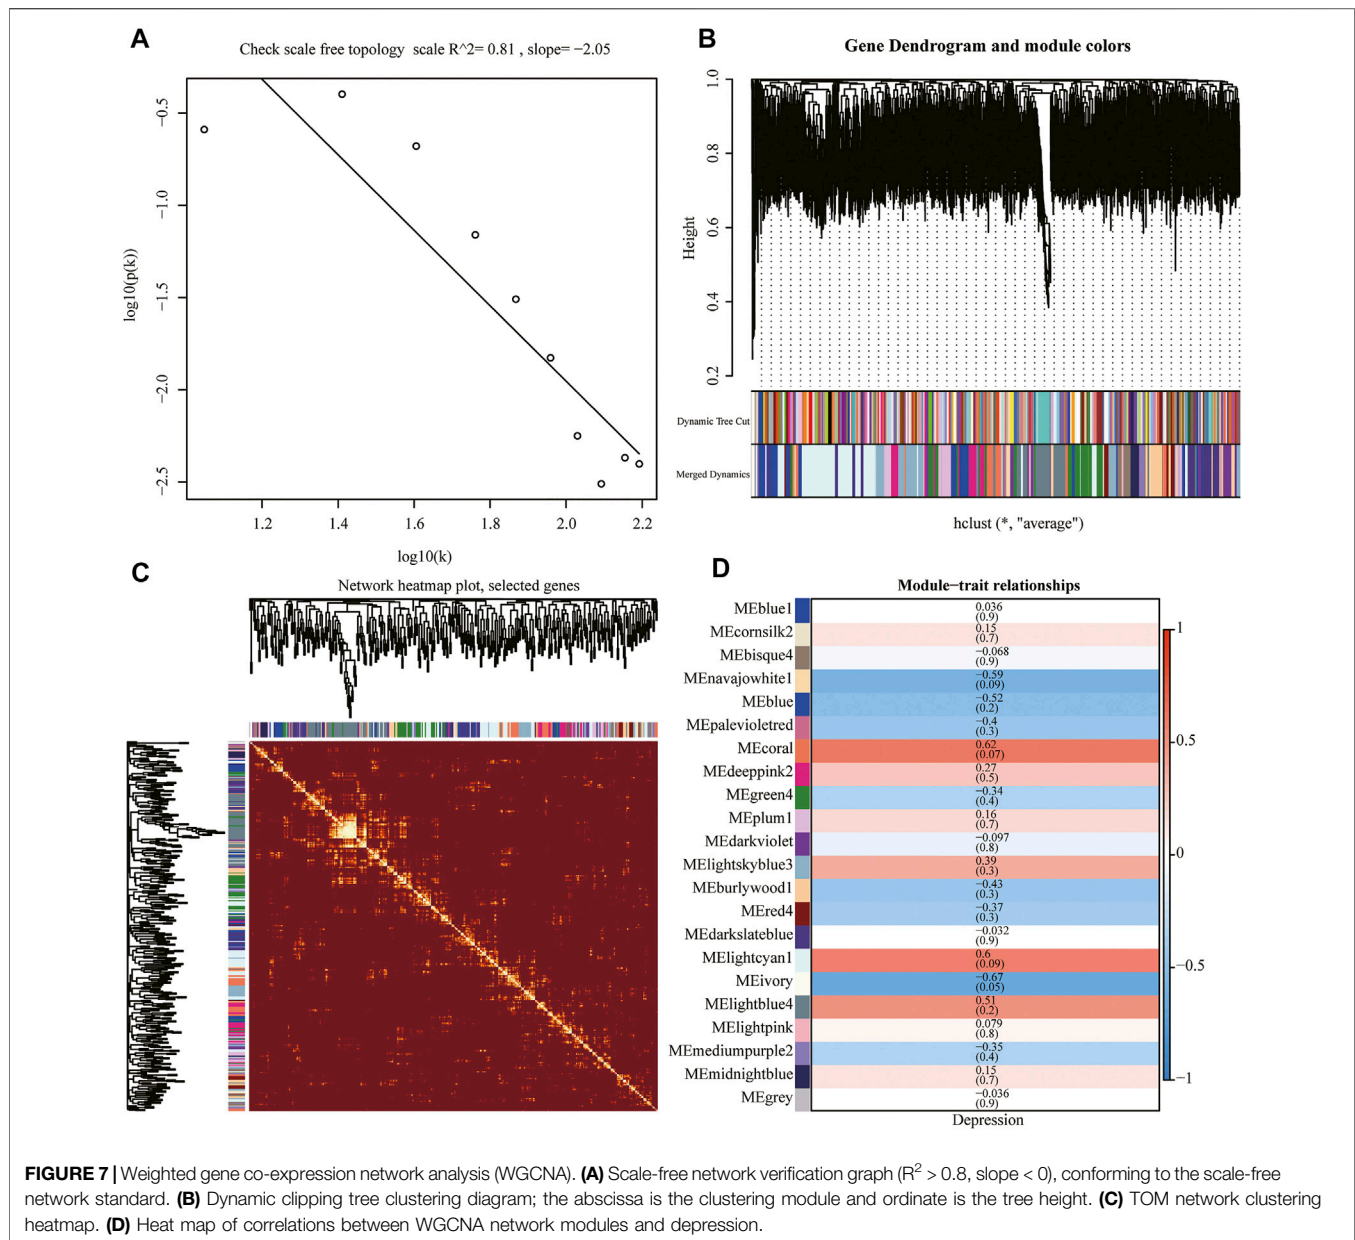 A
Check scale free topology scale R^2= 0.81 , slope= −2.05
−0.5
−1.0
−1.5
−2.0
−2.5
log10(p(k))
1.2 1.4 1.6 1.8 2.0 2.2
log10(k)
B
Gene Dendrogram and module colors
1.0
0.8
0.6
0.4
0.2
Height
Dynamic Tree Cut
Merged Dynamics
hclust (*, "average")
C
Network heatmap plot, selected genes
D
Module−trait relationships
MEblue1 0.036
(0.9)
MEcornsilk2 0.15
(0.7)
MEbisque4 −0.068
(0.9)
MEnavajowhite1 −0.59
(0.09)
MEblue −0.52
(0.2)
MEpalevioletred −0.4
(0.3)
MEcoral 0.62
(0.07)
MEdeeppink2 0.27
(0.5)
MEgreen4 −0.34
(0.4)
MEplum1 0.16
(0.7)
MEdarkviolet −0.097
(0.8)
MElightskyblue3 0.39
(0.3)
MEburlywood1 −0.43
(0.3)
MEred4 −0.37
(0.3)
MEdarkslateblue −0.032
(0.9)
MElightcyan1 0.6
(0.09)
MEivory −0.67
(0.05)
MElightblue4 0.51
(0.2)
MElightpink 0.079
(0.8)
MEmediumpurple2 −0.35
(0.4)
MEmidnightblue 0.15
(0.7)
MEgrey −0.036
(0.9)
Depression
1
0.5
0
−0.5
−1
FIGURE 7 | Weighted gene co-expression network analysis (WGCNA). (A) Scale-free network verification graph (R2 > 0.8, slope < 0), conforming to the scale-free
network standard. (B) Dynamic clipping tree clustering diagram; the abscissa is the clustering module and ordinate is the tree height. (C) TOM network clustering
heatmap. (D) Heat map of correlations between WGCNA network modules and depression.